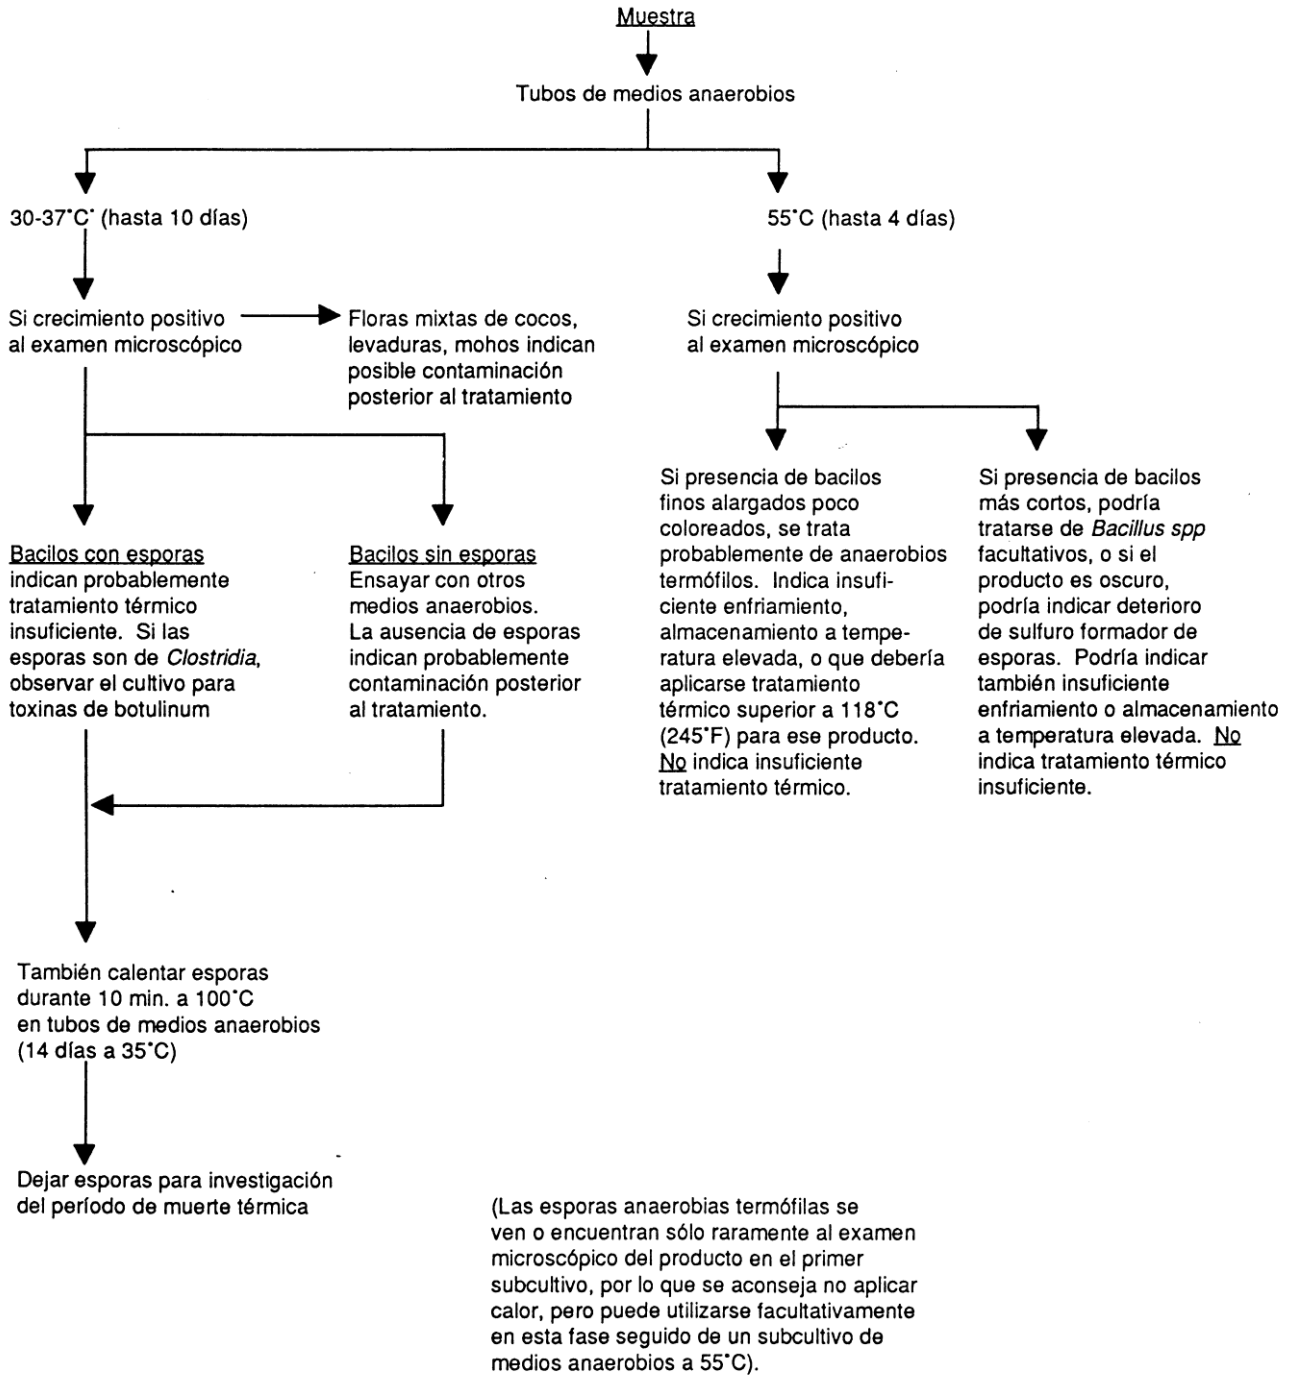 Muestra
Tubos de medios anaerobios
30-37°C* (hasta 10 días)
55°C (hasta 4 días)
Si crecimiento positivo
al examen microscópico
Floras mixtas de cocos,
levaduras, mohos indican
posible contaminación
posterior al tratamiento
Si crecimiento positivo
al examen microscópico
Bacilos con esporas
indican probablemente
tratamiento térmico
insuficiente. Si las
esporas son de Clostridia,
observar el cultivo para
toxinas de botulinum
Bacilos sin esporas
Ensayar con otros
medios anaerobios.
La ausencia de esporas
indican probablemente
contaminación posterior
al tratamiento.
Si presencia de bacilos
finos alargados poco
coloreados, se trata
probablemente de anaerobios
termófilos. Indica insufi-
ciente enfriamiento,
almacenamiento a tempe-
ratura elevada, o que debería
aplicarse tratamiento
térmico superior a 118°C
(245°F) para ese producto.
No indica insuficiente
tratamiento térmico.
Si presencia de bacilos
más cortos, podría
tratarse de Bacillus spp
facultativos, o si el
producto es oscuro,
podría indicar deterioro
de sulfuro formador de
esporas. Podría indicar
también insuficiente
enfriamiento o almacenamiento
a temperatura elevada. No
indica tratamiento térmico
insuficiente.
También calentar esporas
durante 10 min. a 100°C
en tubos de medios anaerobios
(14 días a 35°C)
Dejar esporas para investigación
del período de muerte térmica
(Las esporas anaerobias termófilas se
ven o encuentran sólo raramente al examen
microscópico del producto en el primer
subcultivo, por lo que se aconseja no aplicar
calor, pero puede utilizarse facultativamente
en esta fase seguido de un subcultivo de
medios anaerobios a 55°C).